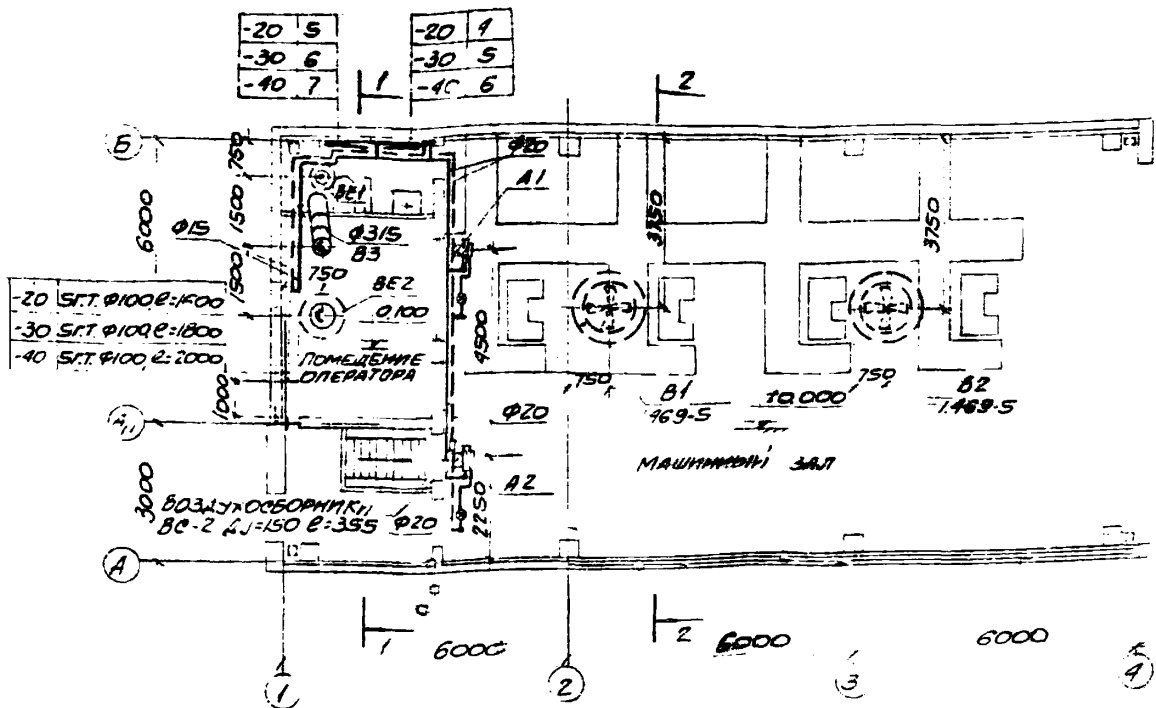 -20 5
-30 6
-40 7
-20 4
-30 5
-40 6
1
2
Б
750
1500
6000
1500
1000
3000
Ф20
А1
ВЕ1
Ф315
В3
Ф15
750
ВЕ2
0.100
3750
3750
4500
-20 5Г.Т. Ф100 ℓ=1500
-30 5Г.Т. Ф100, ℓ=1800
-40 5Г.Т. Ф100, ℓ=2000
ПОМЕЩЕНИЕ
ОПЕРАТОРА
750
В1
469-5
±0.000
750
В2
1.469-5
Ф20
МАШИННЫЙ ЗАЛ
А/1
А2
ВОЗДУХОСБОРНИКИ
ВС-2 Ду=150 ℓ=355 Ф20
2250
А
1
6000
2
6000
6000
1
2
3
4